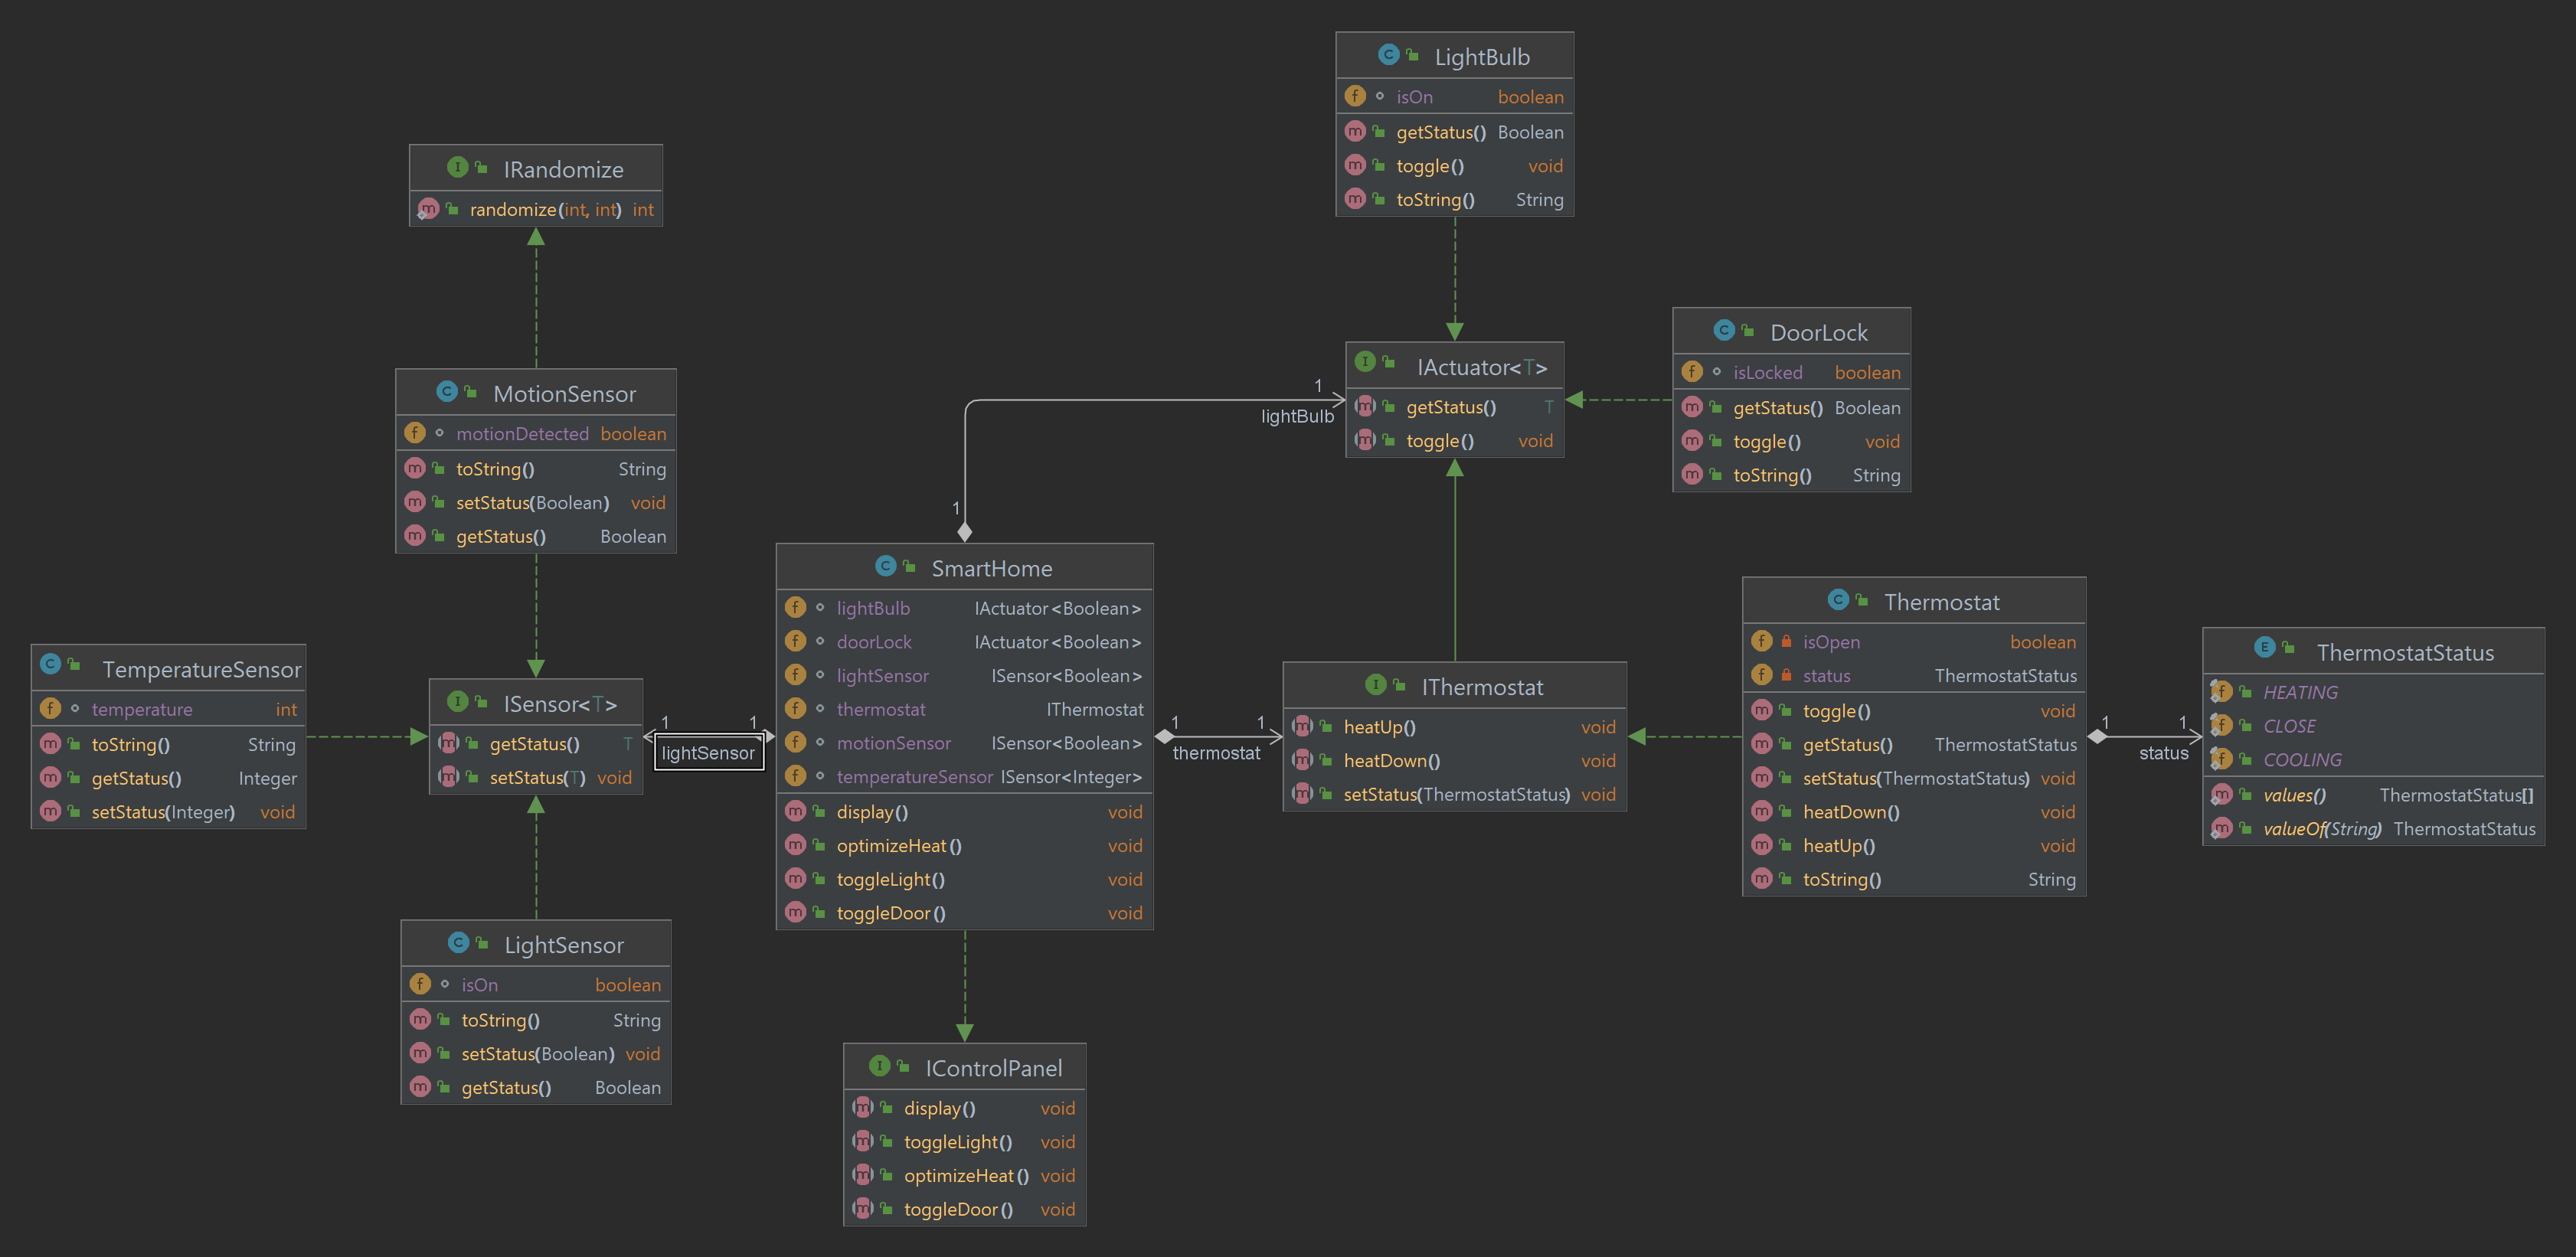 LightBulb
isOn boolean
getStatus() Boolean
toggle() void
toString() String
IRandomize
randomize(int, int) int
DoorLock
isLocked boolean
getStatus() Boolean
toggle() void
toString() String
IActuator<T>
getStatus() T
toggle() void
MotionSensor
motionDetected boolean
toString() String
setStatus(Boolean) void
getStatus() Boolean
1
lightBulb
1
SmartHome
lightBulb IActuator<Boolean>
doorLock IActuator<Boolean>
lightSensor ISensor<Boolean>
thermostat IThermostat
motionSensor ISensor<Boolean>
temperatureSensor ISensor<Integer>
display() void
optimizeHeat() void
toggleLight() void
toggleDoor() void
Thermostat
isOpen boolean
status ThermostatStatus
toggle() void
getStatus() ThermostatStatus
setStatus(ThermostatStatus) void
heatDown() void
heatUp() void
toString() String
ThermostatStatus
HEATING
CLOSE
COOLING
values() ThermostatStatus[]
valueOf(String) ThermostatStatus
1 1
status
TemperatureSensor
temperature int
toString() String
getStatus() Integer
setStatus(Integer) void
ISensor<T>
getStatus() T
setStatus(T) void
1 1
lightSensor
1 1
thermostat
IThermostat
heatUp() void
heatDown() void
setStatus(ThermostatStatus) void
LightSensor
isOn boolean
toString() String
setStatus(Boolean) void
getStatus() Boolean
IControlPanel
display() void
toggleLight() void
optimizeHeat() void
toggleDoor() void